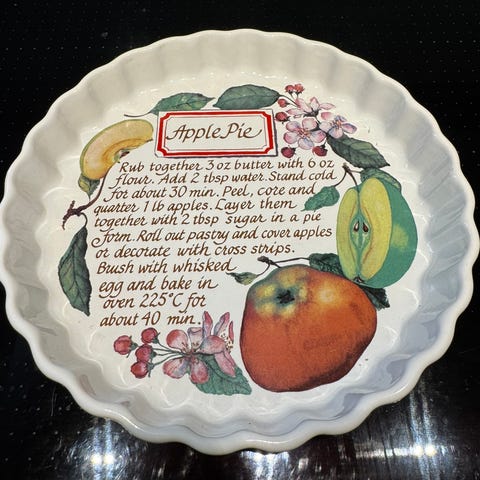 Apple Pie
Rub together 3 oz butter with 6 oz
flour. Add 2 tbsp water. Stand cold
for about 30 min. Peel, core and
quarter 1 lb apples. Layer them
together with 2 tbsp sugar in a pie
form. Roll out pastry and cover apples
or decorate with cross strips.
Brush with whisked
egg and bake in
oven 225°C for
about 40 min.